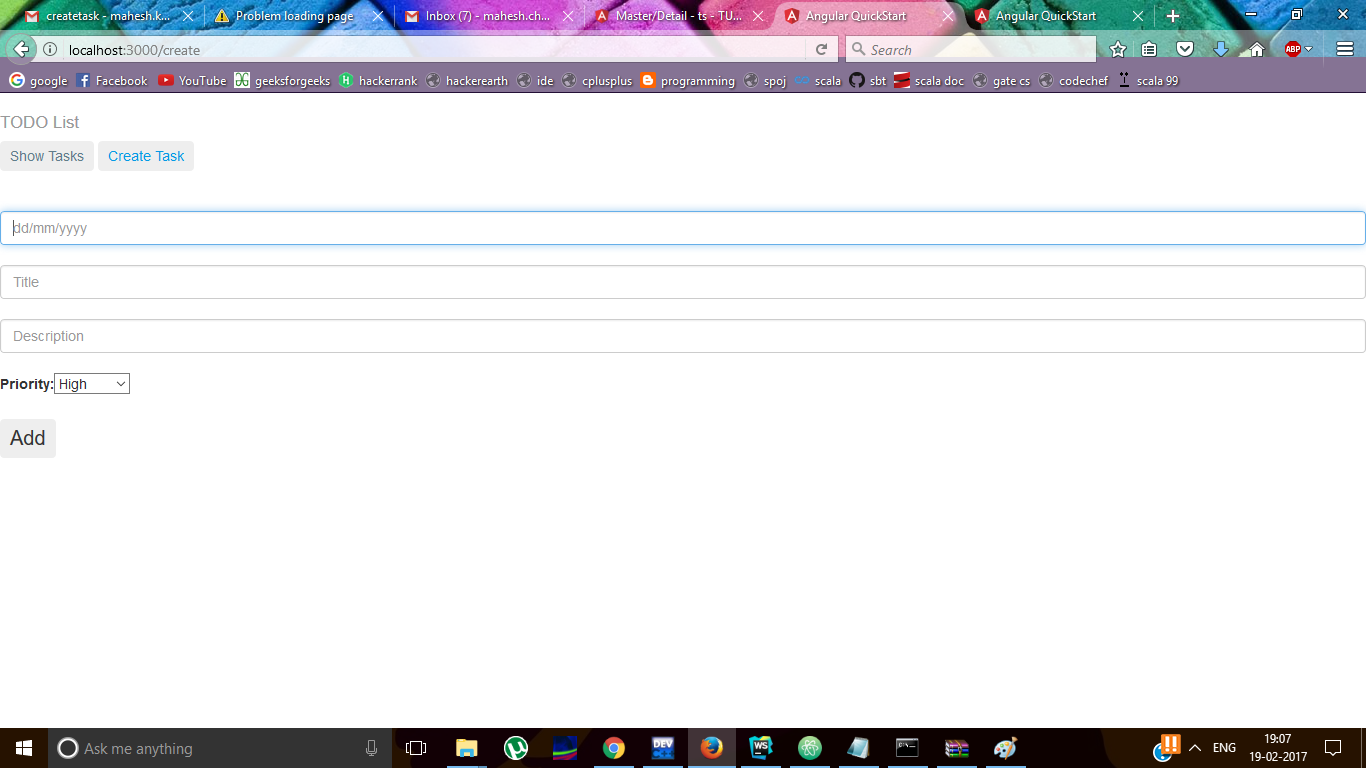 createtask - mahesh.k... Problem loading page Inbox (7) - mahesh.ch... Master/Detail - ts - TU... Angular QuickStart Angular QuickStart
localhost:3000/create Search ABP
google Facebook YouTube geeksforgeeks hackerrank hackerearth ide cplusplus programming spoj scala sbt scala doc gate cs codechef scala 99
TODO List
Show Tasks Create Task
dd/mm/yyyy
Title
Description
Priority: High
Add
Ask me anything DEV WS ENG 19:07
19-02-2017